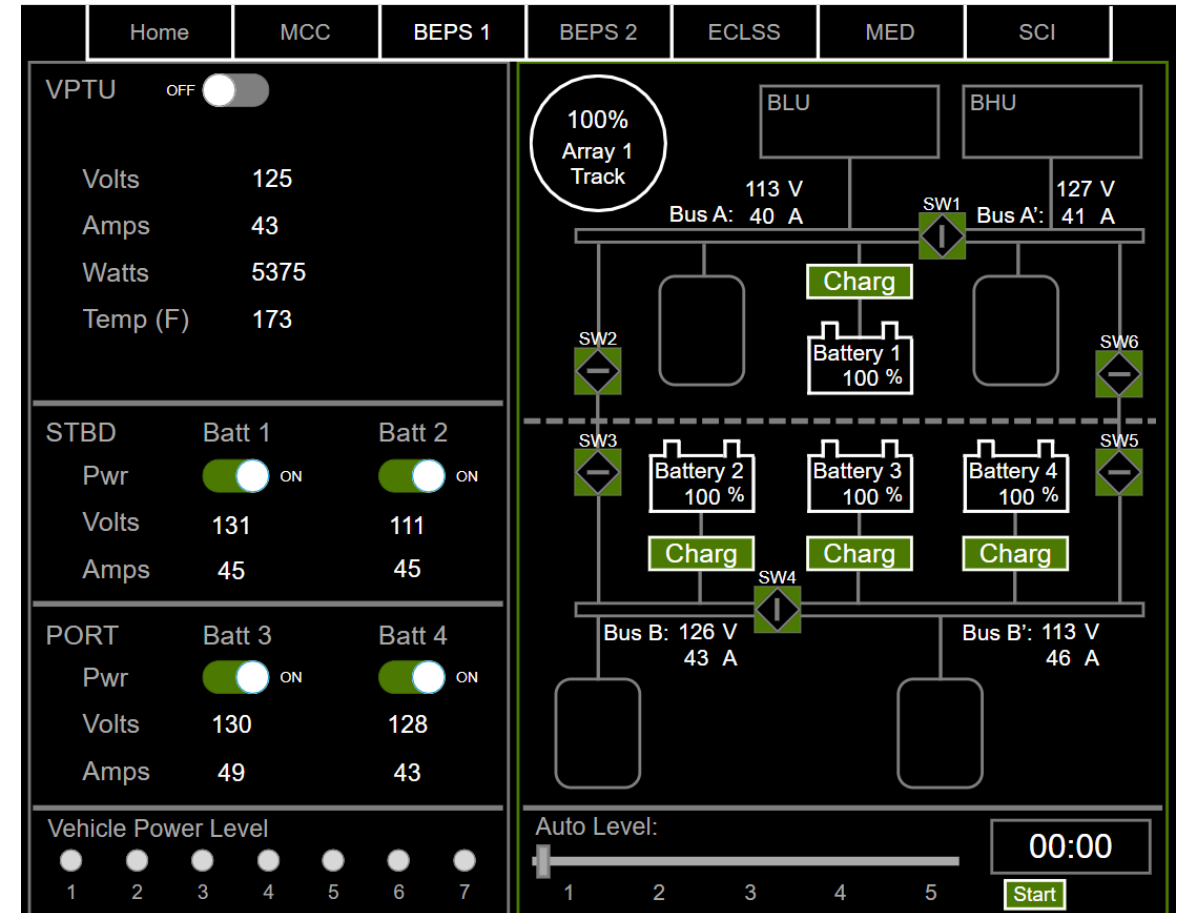 Home MCC BEPS 1 BEPS 2 ECLSS MED SCI
VPTU OFF
Volts 125
Amps 43
Watts 5375
Temp (F) 173
STBD Batt 1 Batt 2
Pwr ON ON
Volts 131 111
Amps 45 45
PORT Batt 3 Batt 4
Pwr ON ON
Volts 130 128
Amps 49 43
Vehicle Power Level
1 2 3 4 5 6 7
100%
Array 1
Track
BLU
BHU
113 V
Bus A: 40 A
SW1
127 V
Bus A’: 41 A
Charg
SW2
Battery 1
100 %
SW6
SW3
Battery 2
100 %
Battery 3
100 %
Battery 4
100 %
SW5
Charg
Charg
Charg
SW4
Bus B: 126 V
43 A
Bus B’: 113 V
46 A
Auto Level:
1 2 3 4 5
00:00
Start